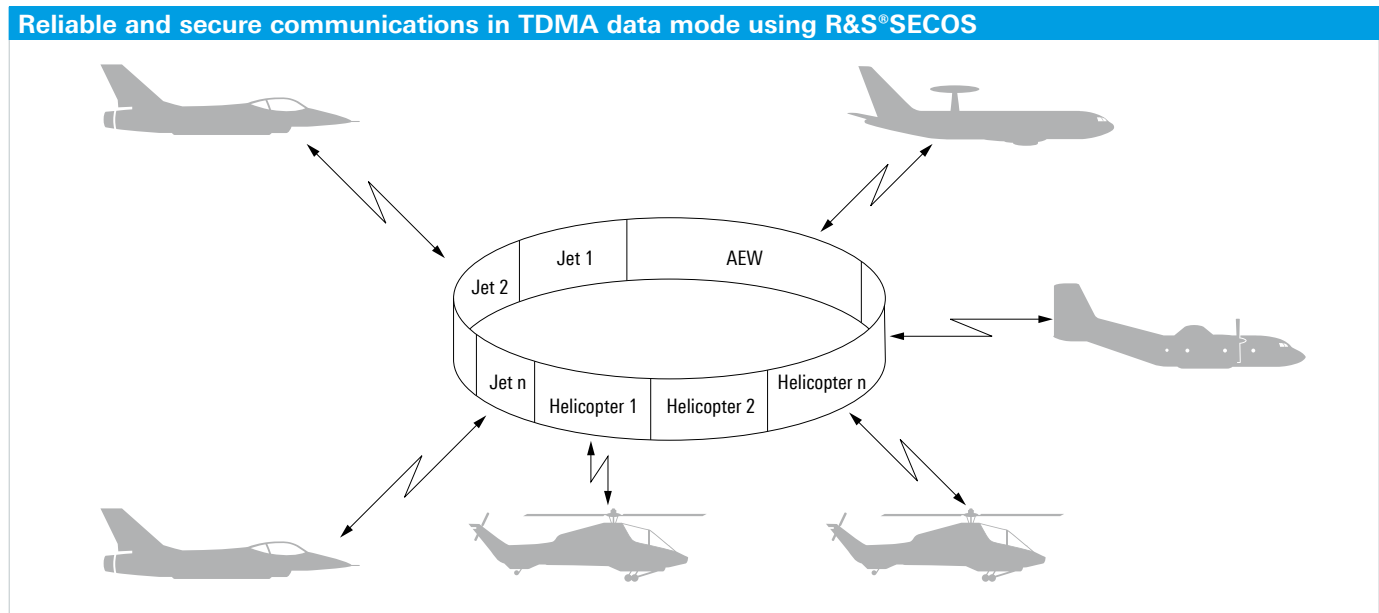 Reliable and secure communications in TDMA data mode using R&S®SECOS
Jet 2
Jet 1
AEW
Jet n
Helicopter 1
Helicopter 2
Helicopter n